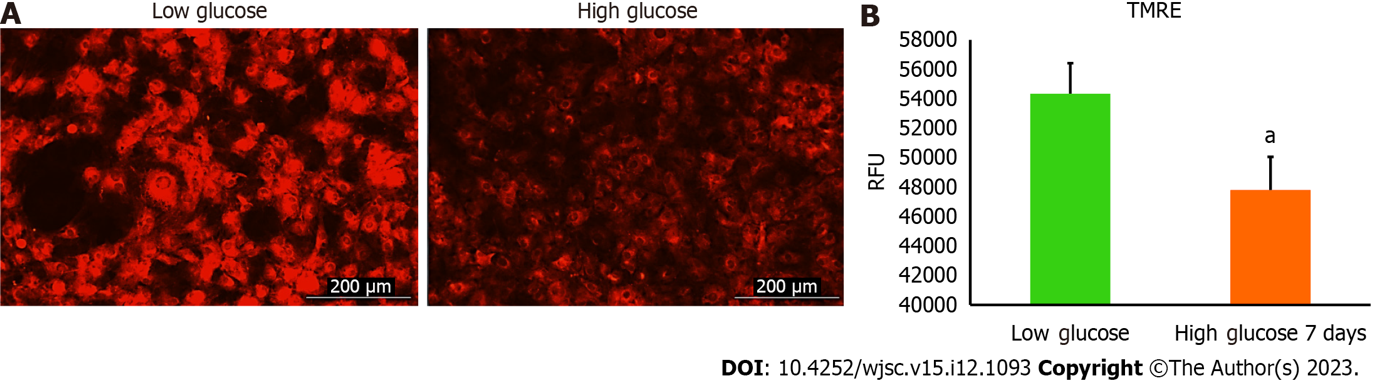 A
Low glucose
High glucose
200 µm
200 µm
B
TMRE
58000
56000
54000
52000
50000
48000
46000
44000
42000
40000
RFU
a
Low glucose
High glucose 7 days
DOI: 10.4252/wjsc.v15.i12.1093 Copyright ©The Author(s) 2023.